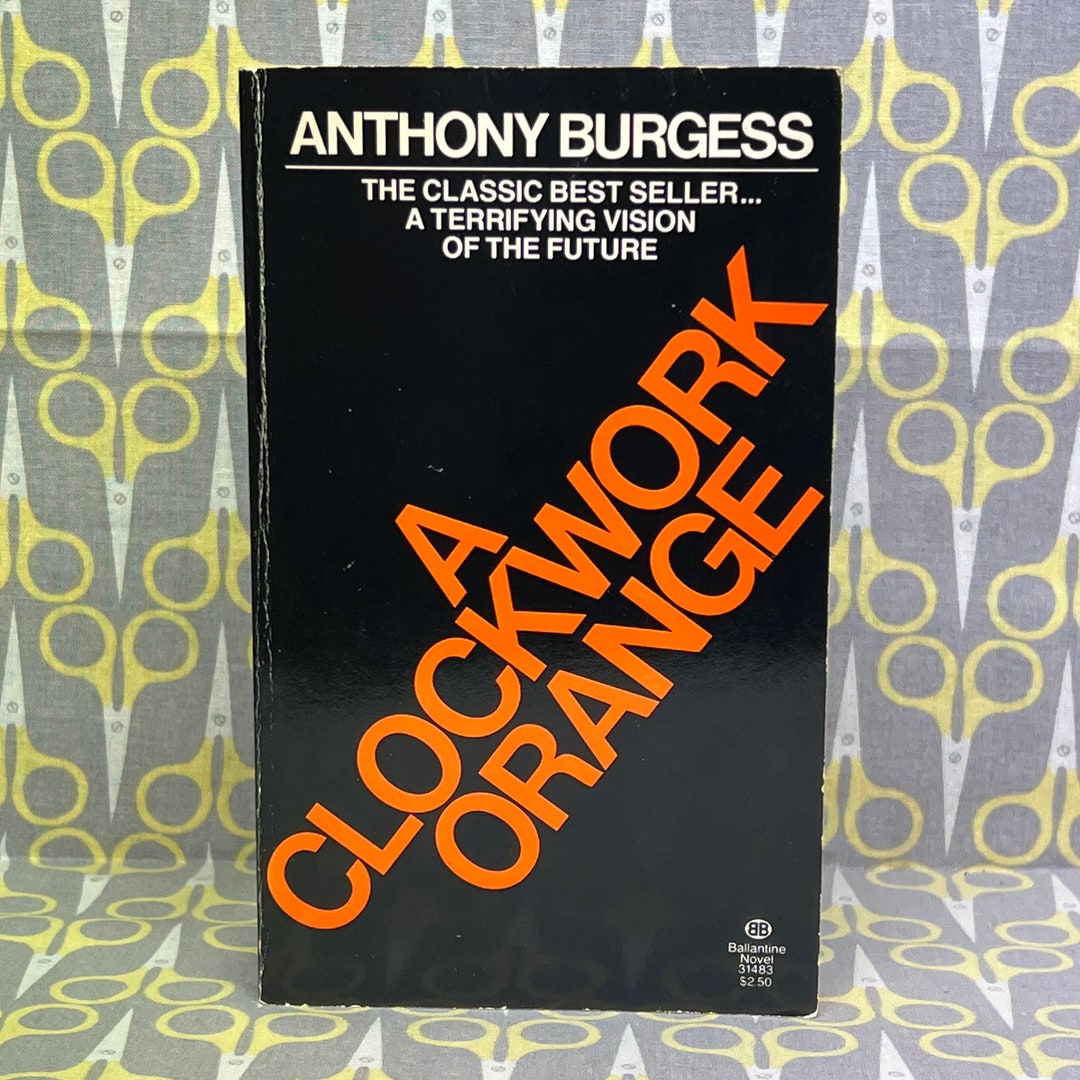 ANTHONY BURGESS
THE CLASSIC BEST SELLER...
A TERRIFYING VISION
OF THE FUTURE
A
CLOCKWORK
ORANGE
BB
Ballantine
Novel
31483
$2.50